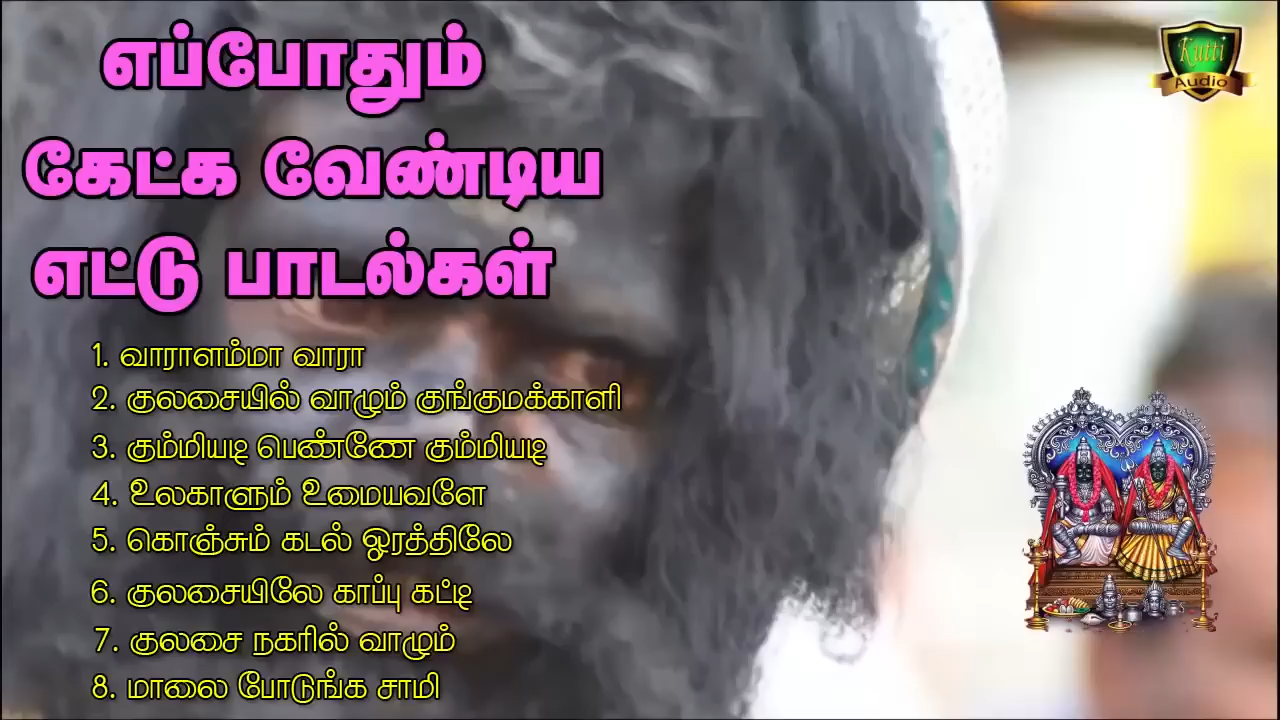 எப்போதும்
கேட்க வேண்டிய
எட்டு பாடல்கள்
Kutti
Audio
1. வாராளம்மா வாரா
2. குலசையில் வாழும் குங்குமக்காளி
3. கும்மியடி பெண்ணே கும்மியடி
4. உலகாளும் உமையவளே
5. கொஞ்சும் கடல் ஓரத்திலே
6. குலசையிலே காப்பு கட்டி
7. குலசை நகரில் வாழும்
8. மாலை போடுங்க சாமி